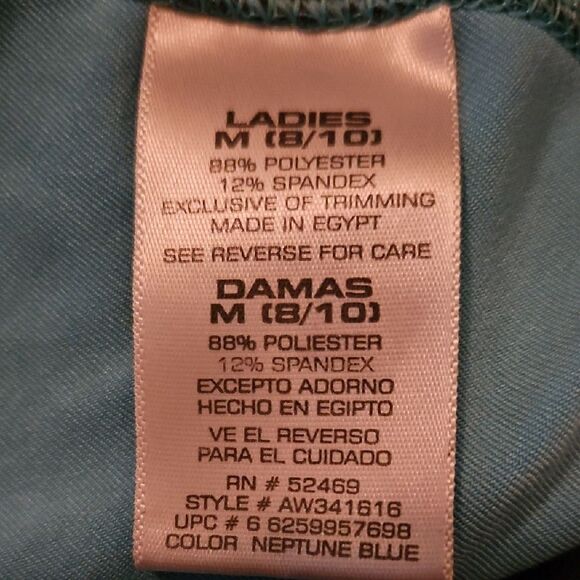 LADIES
M (8/10)
88% POLYESTER
12% SPANDEX
EXCLUSIVE OF TRIMMING
MADE IN EGYPT
SEE REVERSE FOR CARE
DAMAS
M (8/10)
88% POLIESTER
12% SPANDEX
EXCEPTO ADORNO
HECHO EN EGIPTO
VE EL REVERSO
PARA EL CUIDADO
RN # 52469
STYLE # AW341616
UPC # 6 6259957698
COLOR NEPTUNE BLUE